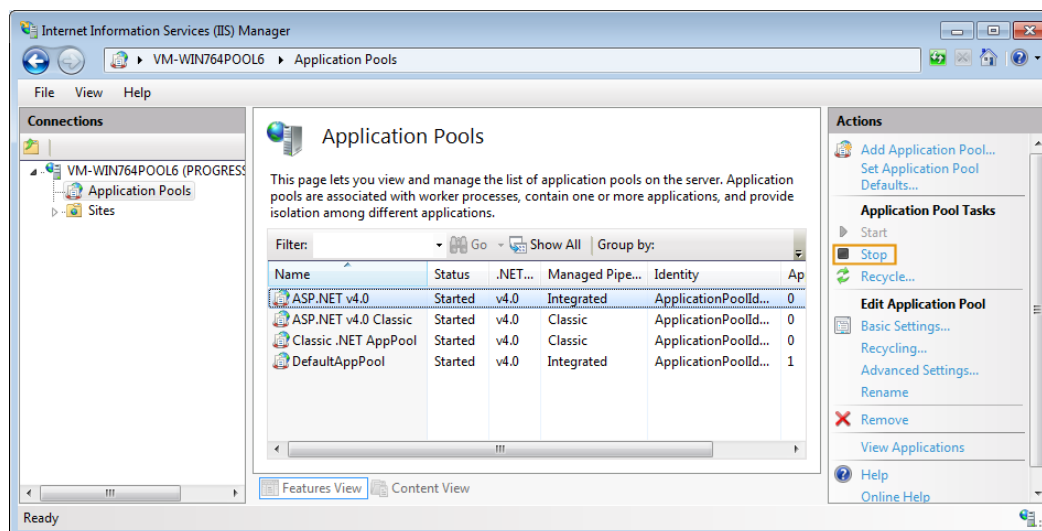 Internet Information Services (IIS) Manager
VM-WIN764POOL6 Application Pools
File View Help
Connections
VM-WIN764POOL6 (PROGRESS
Application Pools
Sites
Application Pools
This page lets you view and manage the list of application pools on the server. Application
pools are associated with worker processes, contain one or more applications, and provide
isolation among different applications.
Filter: Go Show All Group by:
Name Status .NET... Managed Pipe... Identity Ap
ASP.NET v4.0 Started v4.0 Integrated ApplicationPoolId... 0
ASP.NET v4.0 Classic Started v4.0 Classic ApplicationPoolId... 0
Classic .NET AppPool Started v4.0 Classic ApplicationPoolId... 0
DefaultAppPool Started v4.0 Integrated ApplicationPoolId... 1
Features View Content View
Actions
Add Application Pool...
Set Application Pool
Defaults...
Application Pool Tasks
Start
Stop
Recycle...
Edit Application Pool
Basic Settings...
Recycling...
Advanced Settings...
Rename
Remove
View Applications
Help
Online Help
Ready